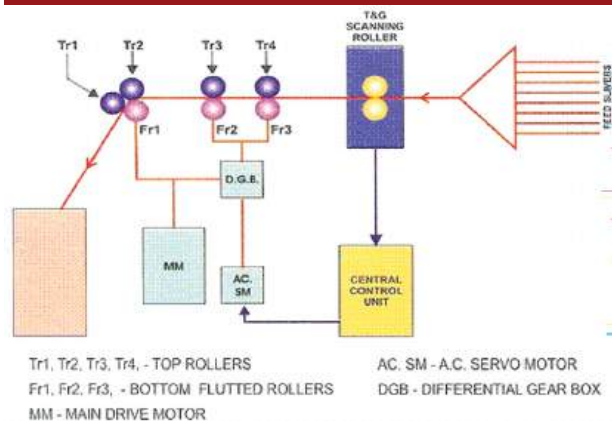 T&G
SCANNING
ROLLER
Tr1 Tr2 Tr3 Tr4
Fr1 Fr2 Fr3
D.G.B.
FEED SLIVERS
MM
AC.
SM
CENTRAL
CONTROL
UNIT
Tr1, Tr2, Tr3, Tr4, - TOP ROLLERS
Fr1, Fr2, Fr3, - BOTTOM FLUTTED ROLLERS
MM - MAIN DRIVE MOTOR
AC. SM - A.C. SERVO MOTOR
DGB - DIFFERENTIAL GEAR BOX